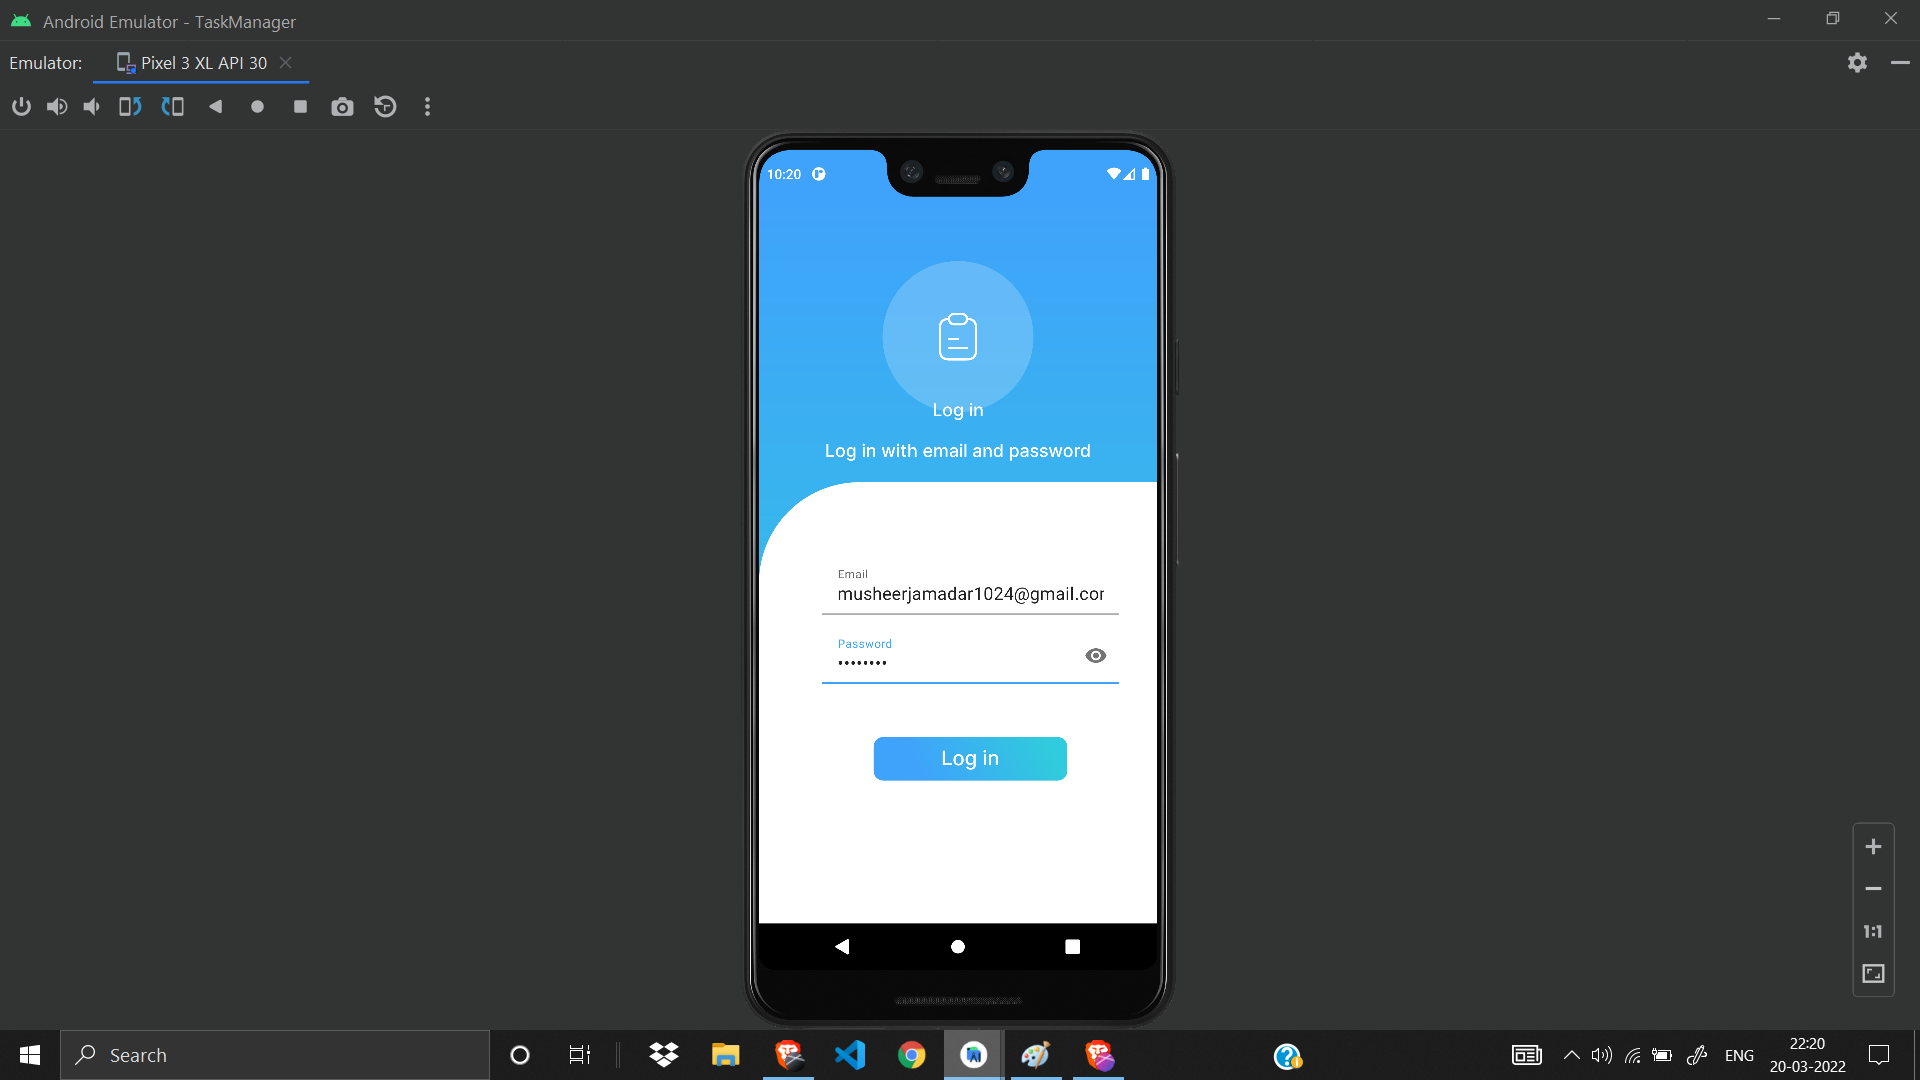 Android Emulator - TaskManager
Emulator: Pixel 3 XL API 30
10:20
Log in
Log in with email and password
Email
musheerjamadar1024@gmail.cor
Password
••••••••
Log in
1:1
Search
ENG
22:20
20-03-2022